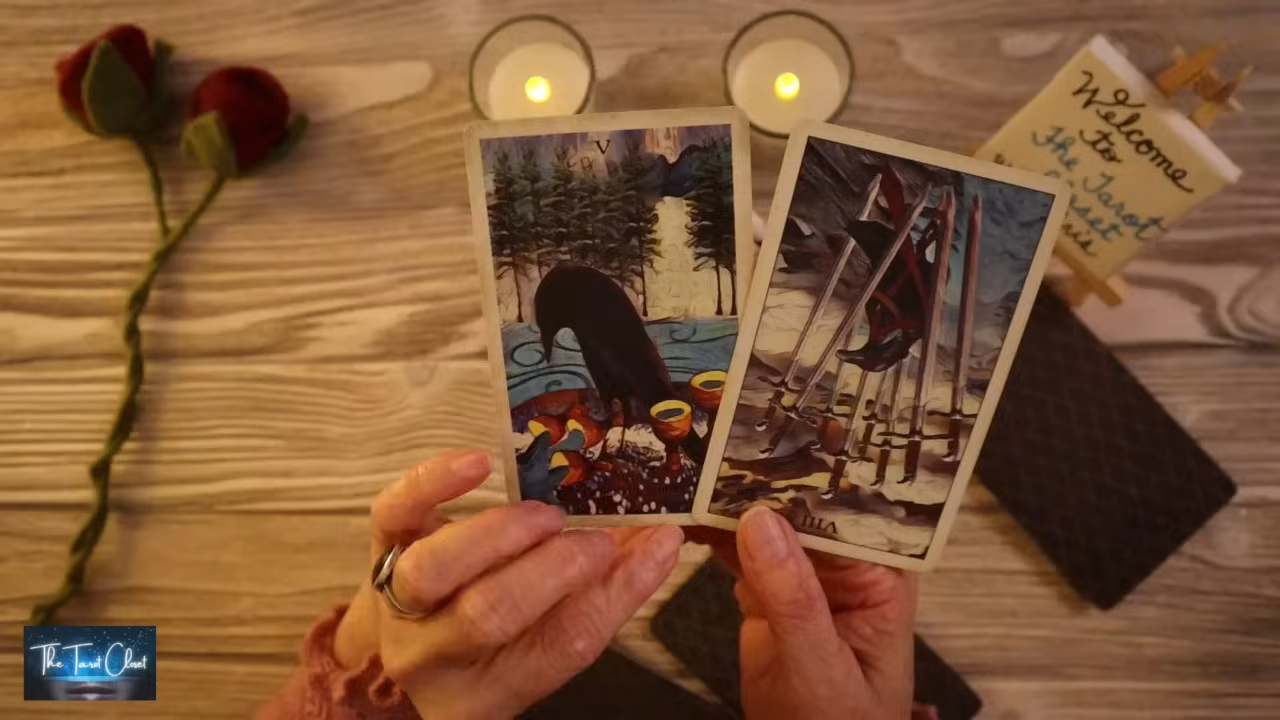 V
VIII
Welcome
to
The Tarot
The Tarot Closet